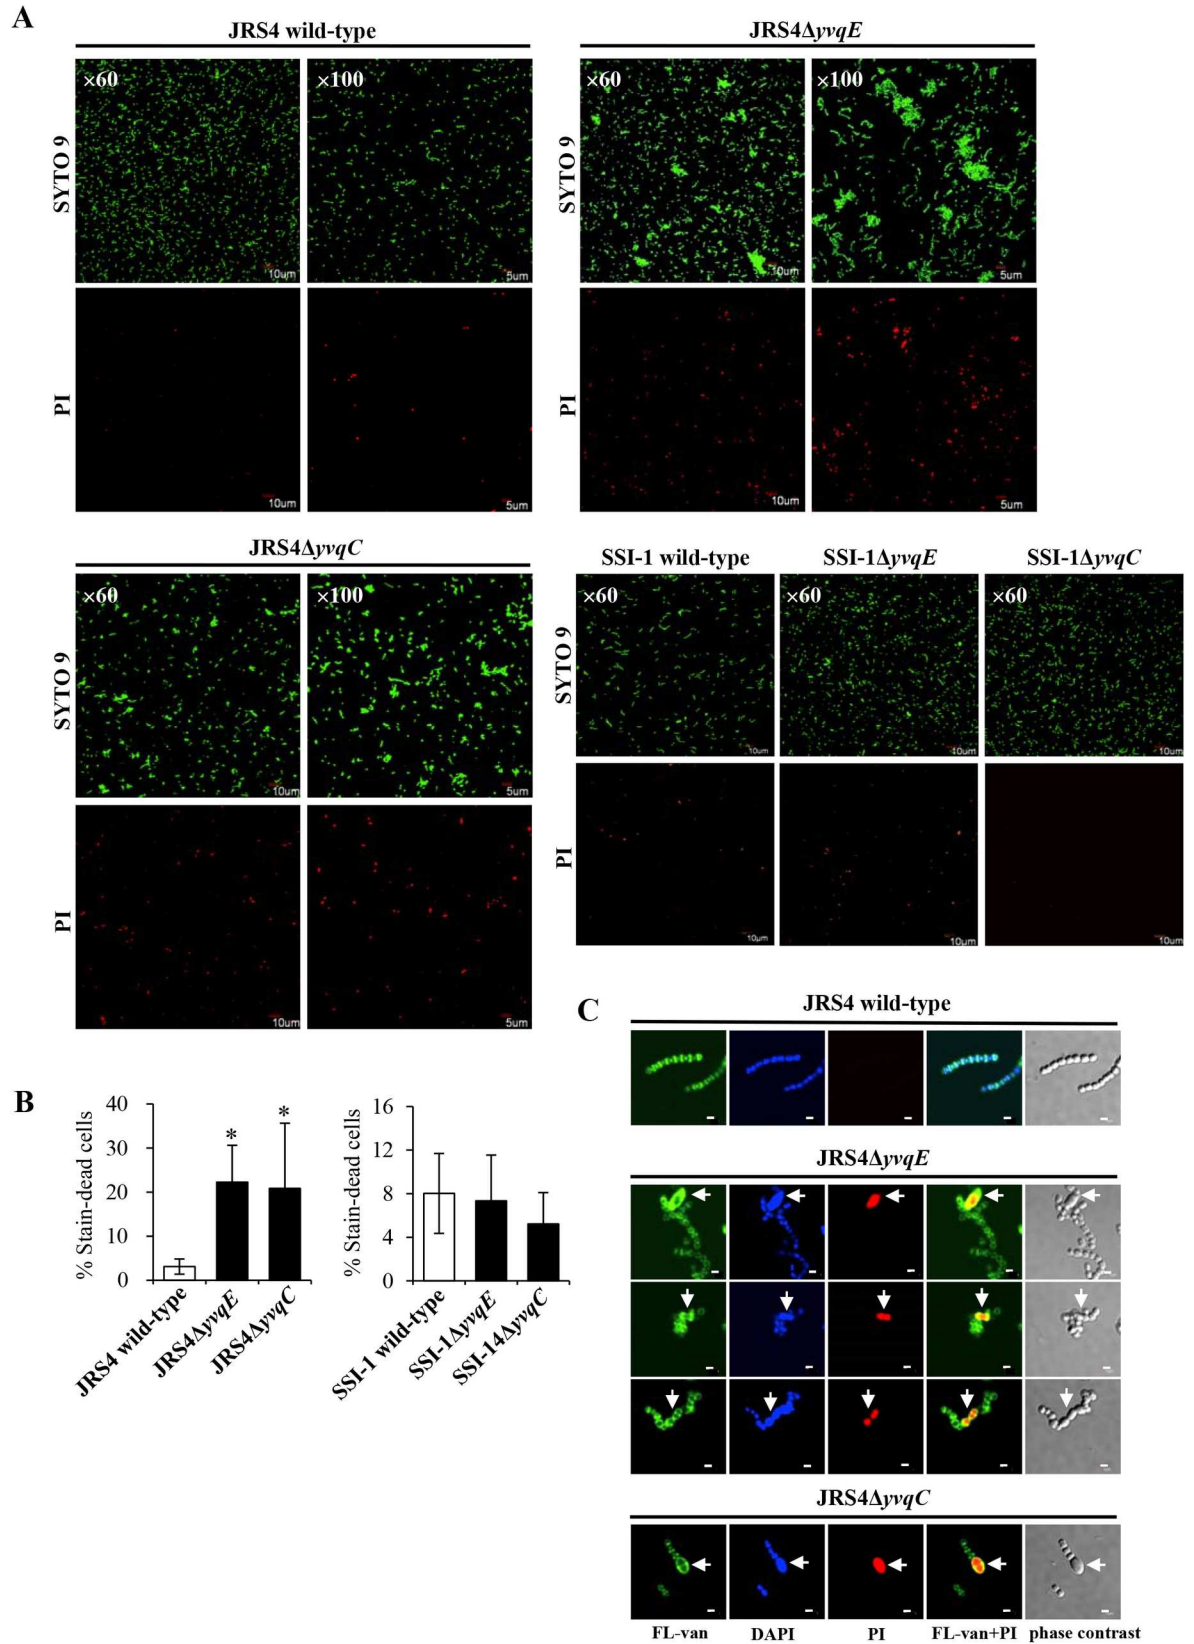 A
JRS4 wild-type
JRS4ΔyvqE
×60
×100
×60
×100
SYTO 9
SYTO 9
10um
5um
10um
5um
PI
PI
10um
5um
10um
5um
JRS4ΔyvqC
SSI-1 wild-type
SSI-1ΔyvqE
SSI-1ΔyvqC
×60
×100
×60
×60
×60
SYTO 9
SYTO 9
10um
10um
10um
10um
5um
PI
PI
10um
10um
10um
10um
5um
C
JRS4 wild-type
B
% Stain-dead cells
40
30
20
10
0
*
*
JRS4 wild-type
JRS4ΔyvqE
JRS4ΔyvqC
% Stain-dead cells
16
12
8
4
0
SSI-1 wild-type
SSI-1ΔyvqE
SSI-14ΔyvqC
JRS4ΔyvqE
JRS4ΔyvqC
FL-van
DAPI
PI
FL-van+PI
phase contrast